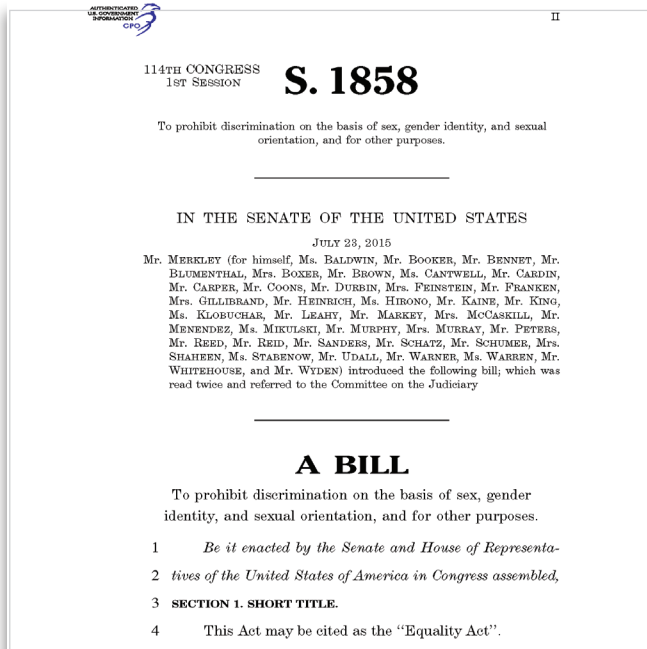 AUTHENTICATED
U.S. GOVERNMENT
INFORMATION
GPO
II
114TH CONGRESS
1ST SESSION
S. 1858
To prohibit discrimination on the basis of sex, gender identity, and sexual
orientation, and for other purposes.
IN THE SENATE OF THE UNITED STATES
JULY 23, 2015
Mr. MERKLEY (for himself, Ms. BALDWIN, Mr. BOOKER, Mr. BENNET, Mr.
BLUMENTHAL, Mrs. BOXER, Mr. BROWN, Ms. CANTWELL, Mr. CARDIN,
Mr. CARPER, Mr. COONS, Mr. DURBIN, Mrs. FEINSTEIN, Mr. FRANKEN,
Mrs. GILLIBRAND, Mr. HEINRICH, Ms. HIRONO, Mr. KAINE, Mr. KING,
Ms. KLOBUCHAR, Mr. LEAHY, Mr. MARKEY, Mrs. MCCASKILL, Mr.
MENENDEZ, Ms. MIKULSKI, Mr. MURPHY, Mrs. MURRAY, Mr. PETERS,
Mr. REED, Mr. REID, Mr. SANDERS, Mr. SCHATZ, Mr. SCHUMER, Mrs.
SHAHEEN, Ms. STABENOW, Mr. UDALL, Mr. WARNER, Ms. WARREN, Mr.
WHITEHOUSE, and Mr. WYDEN) introduced the following bill; which was
read twice and referred to the Committee on the Judiciary
A BILL
To prohibit discrimination on the basis of sex, gender
identity, and sexual orientation, and for other purposes.
1 Be it enacted by the Senate and House of Representa-
2 tives of the United States of America in Congress assembled,
3 SECTION 1. SHORT TITLE.
4 This Act may be cited as the ‘‘Equality Act’’.